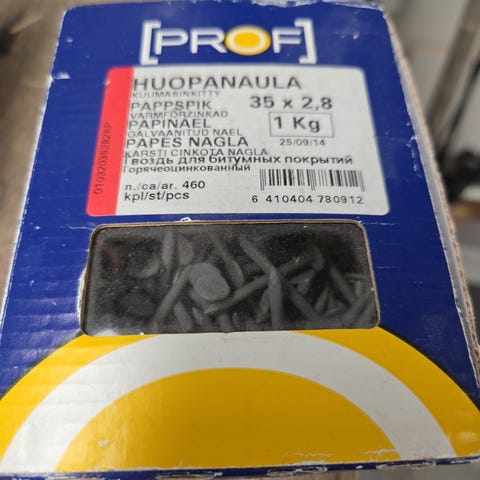 [PROF]
HUOPANAULA
KUUMASINKITTY
PAPPSPIK 35 x 2,8
VARMFÖRZINKAD
PAPINAEL 1 Kg
GALVAANITUD NAEL
PAPES NAGLA 25/09/14
KARSTI CINKOTA NAGLA
воздь для битумных покрытий
Горячеоцинкованный
n./ca/ar. 460
kpl/st/pcs
6 410404 780912